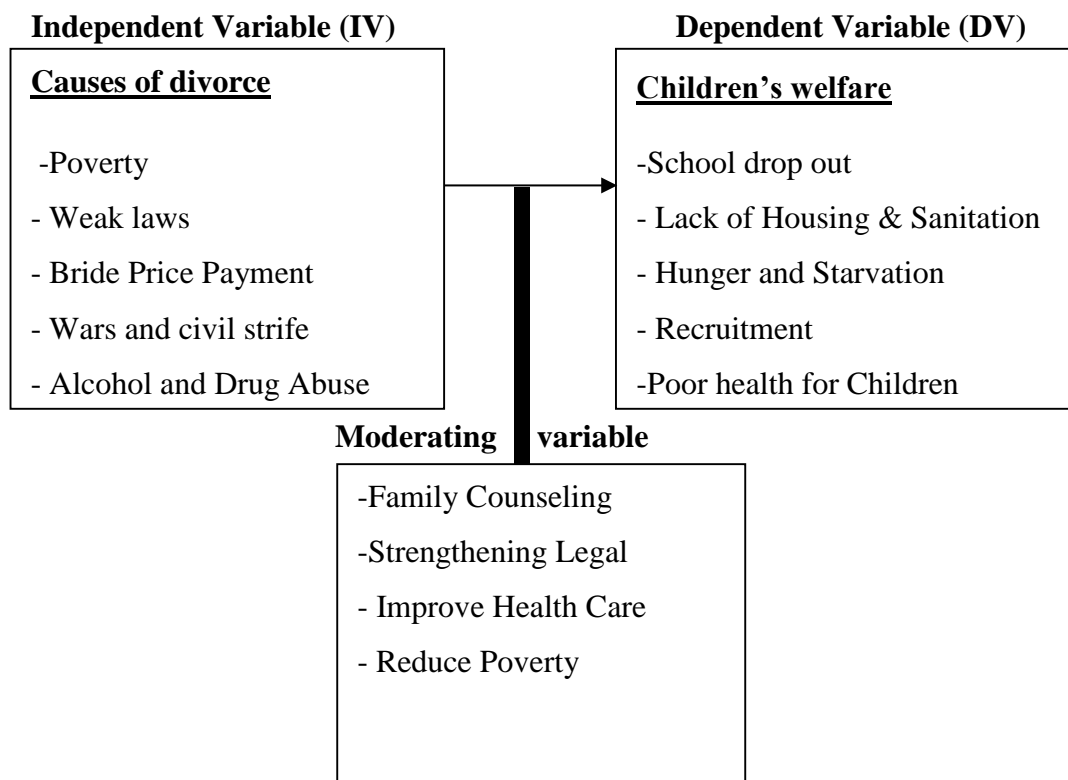 Independent Variable (IV)
Causes of divorce
-Poverty
- Weak laws
- Bride Price Payment
- Wars and civil strife
- Alcohol and Drug Abuse
Dependent Variable (DV)
Children’s welfare
-School drop out
- Lack of Housing & Sanitation
- Hunger and Starvation
- Recruitment
-Poor health for Children
Moderating variable
-Family Counseling
-Strengthening Legal
- Improve Health Care
- Reduce Poverty